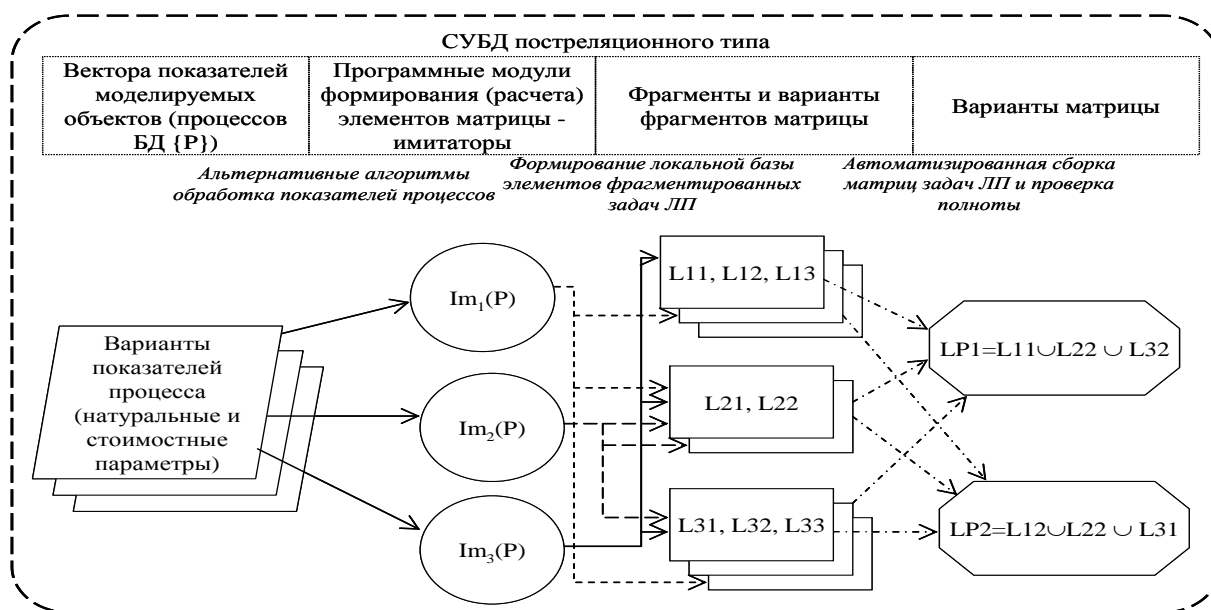 СУБД постреляционного типа
Вектора показателей
моделируемых
объектов (процессов
БД {P})
Программные модули
формирования (расчета)
элементов матрицы -
имитаторы
Фрагменты и варианты
фрагментов матрицы
Варианты матрицы
Альтернативные алгоритмы
обработка показателей процессов
Формирование локальной базы
элементов фрагментированных
задач ЛП
Автоматизированная сборка
матриц задач ЛП и проверка
полноты
Варианты
показателей
процесса
(натуральные и
стоимостные
параметры)
Im₁(P)
Im₂(P)
Im₃(P)
L11, L12, L13
L21, L22
L31, L32, L33
LP1=L11∪L22 ∪ L32
LP2=L12∪L22 ∪ L31